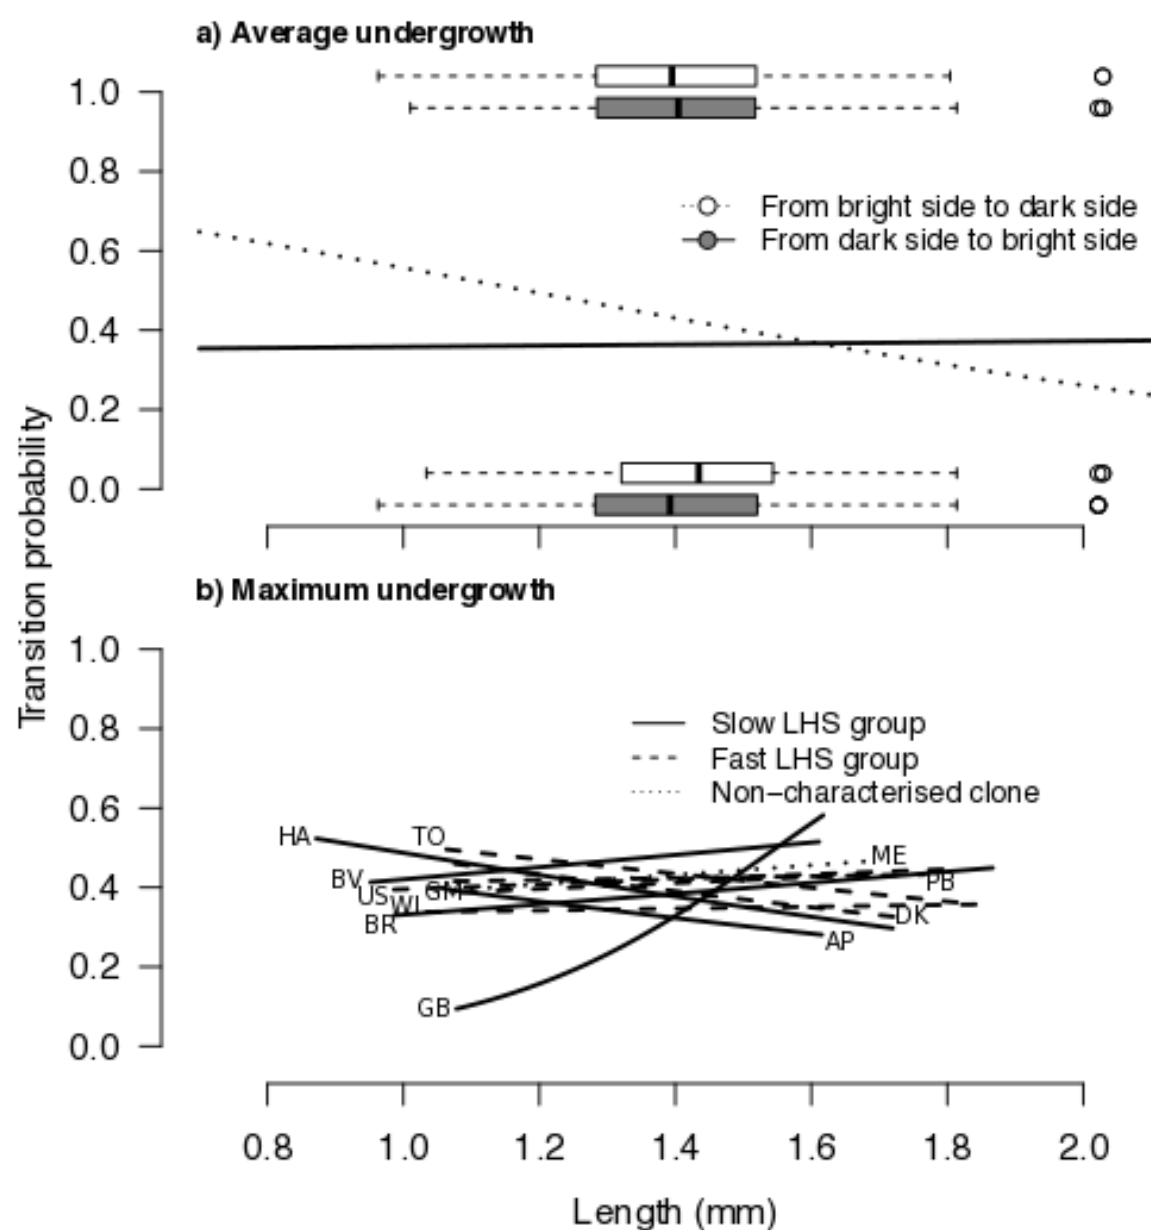 a) Average undergrowth
1.0
0.8
From bright side to dark side
From dark side to bright side
0.6
0.4
0.2
0.0
Transition probability
b) Maximum undergrowth
1.0
0.8
Slow LHS group
Fast LHS group
Non−characterised clone
0.6
HA
TO
ME
BV
US
GM
PB
0.4
WI
BR
DK
AP
0.2
GB
0.0
0.8 1.0 1.2 1.4 1.6 1.8 2.0
Length (mm)